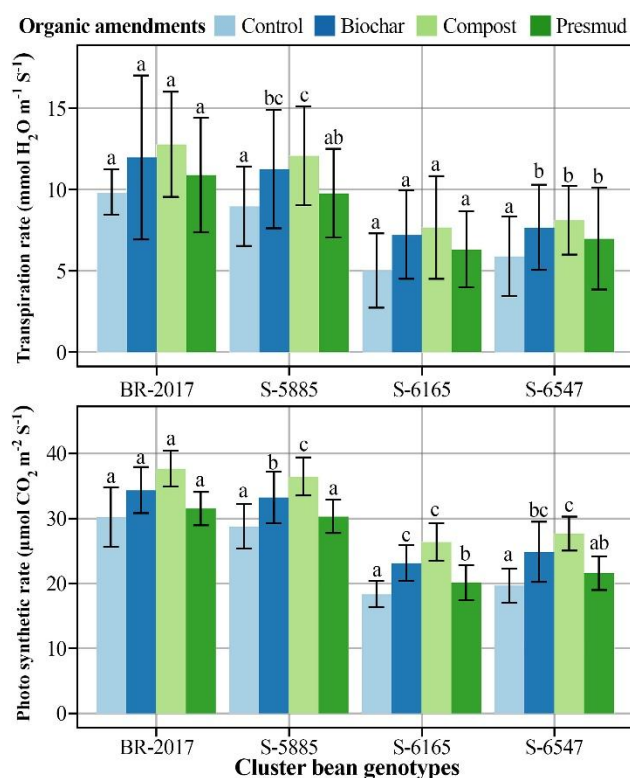 Organic amendments Control Biochar Compost Presmud
Transpiration rate (mmol H₂O m⁻¹ S⁻¹)
15
10
5
0
a a a a
a bc c ab
a a a a
a b b b
BR-2017 S-5885 S-6165 S-6547
Photo synthetic rate (µmol CO₂ m⁻² S⁻¹)
40
30
20
10
0
a a a a
a b c a
a c c b
a bc c ab
BR-2017 S-5885 S-6165 S-6547
Cluster bean genotypes